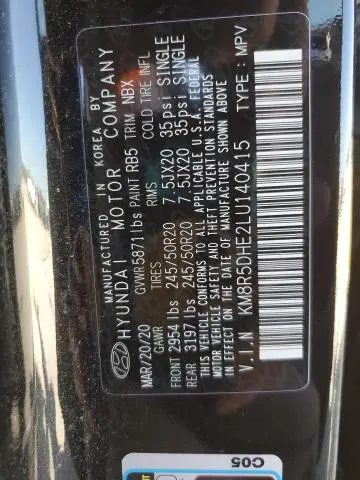 MANUFACTURED IN KOREA BY
HYUNDAI MOTOR COMPANY
GVWR 5871 lbs PAINT RB5 TRIM NBX
MAR/20/20
GAWR TIRES RIMS COLD TIRE INFL
FRONT 2954 lbs 245/50R20 7.5JX20 35psi SINGLE
3197 lbs 245/50R20 7.5JX20 35psi SINGLE
THIS VEHICLE CONFORMS TO ALL APPLICABLE U.S.A. FEDERAL
MOTOR VEHICLE SAFETY AND THEFT PREVENTION STANDARDS
IN EFFECT ON THE DATE OF MANUFACTURE SHOWN ABOVE
V.I.N KM8R5DHE2LU140415 TYPE : MPV
C05